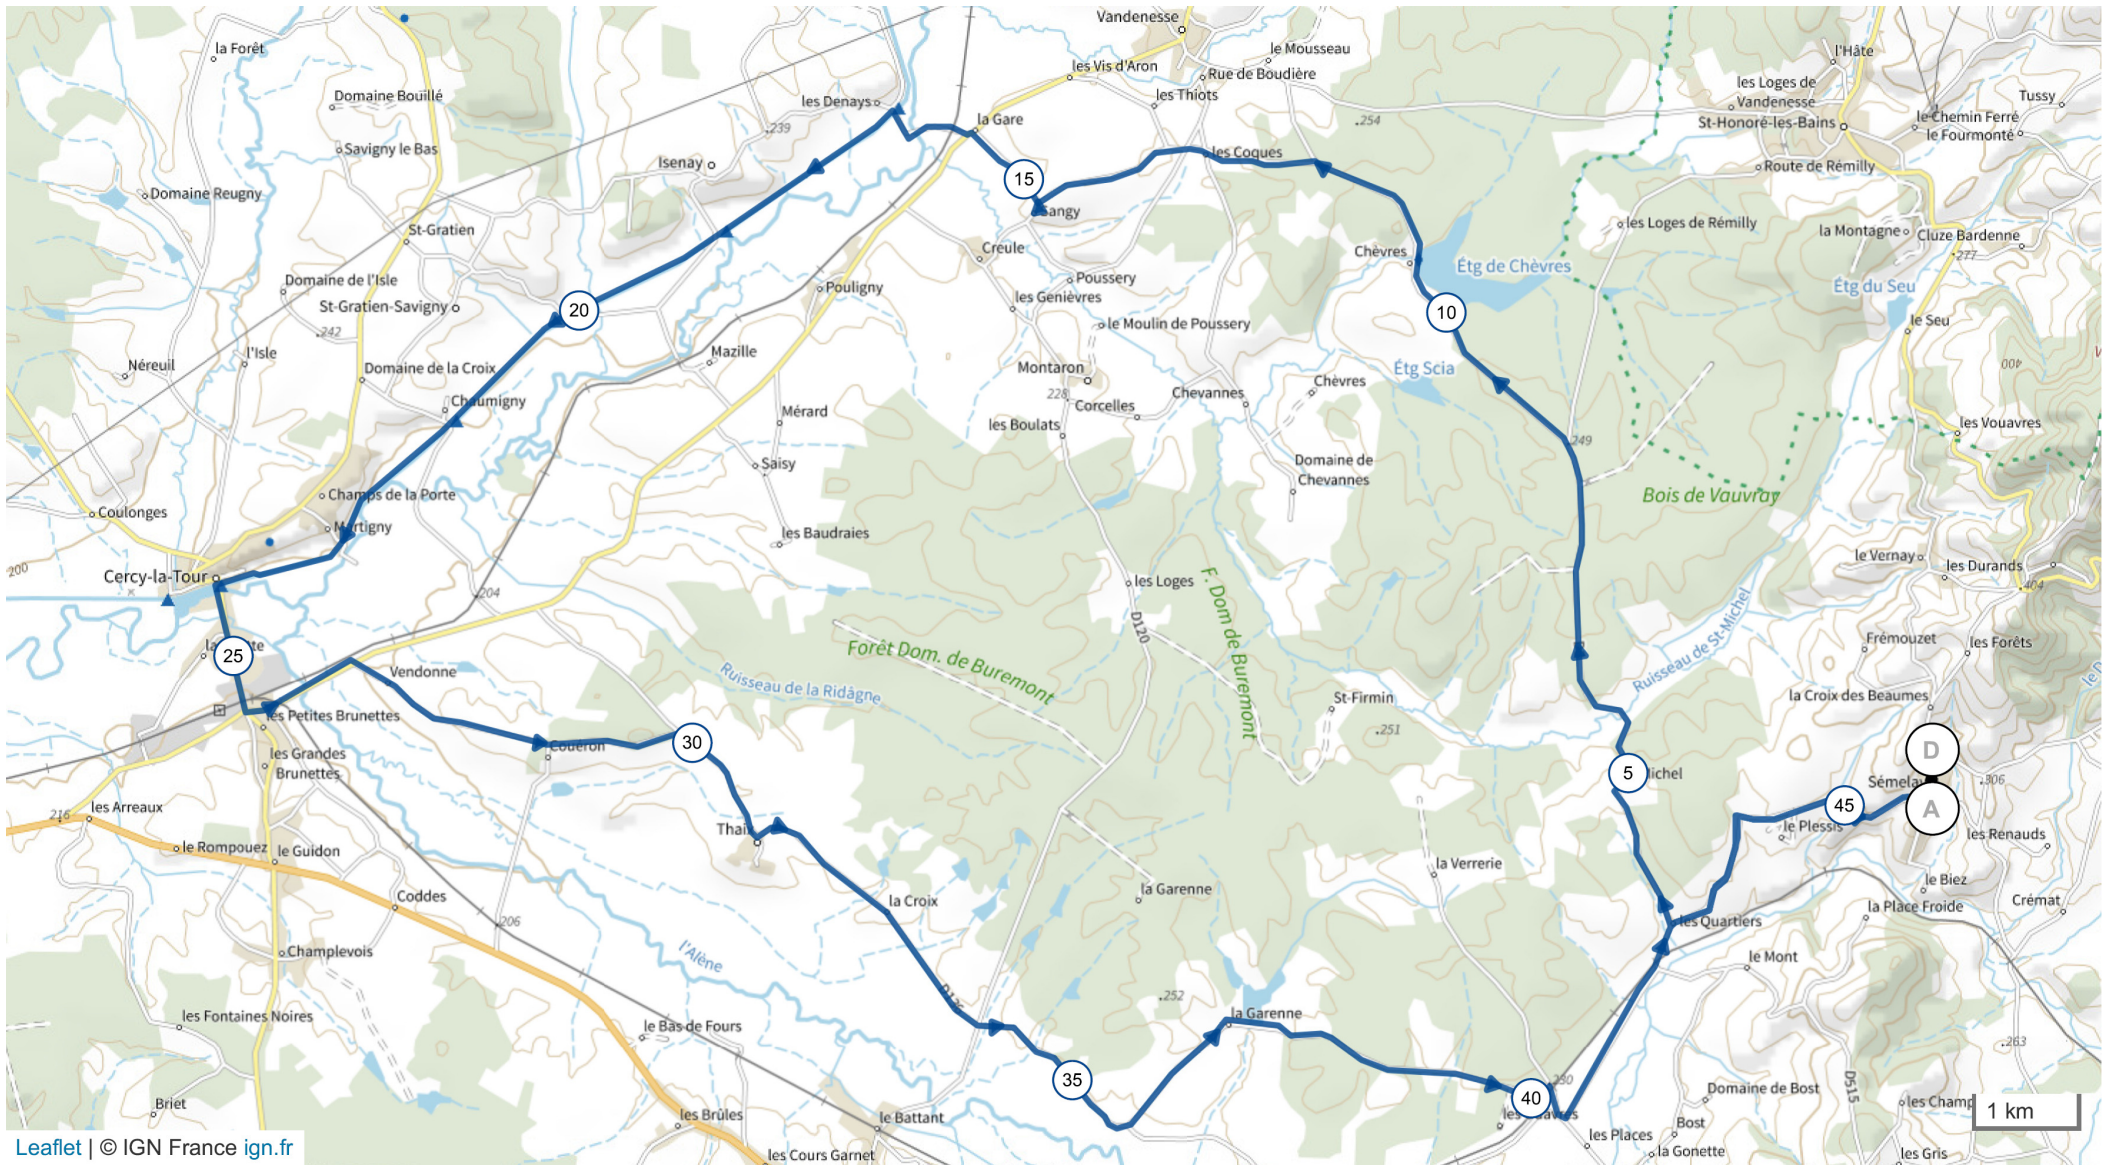 Vandenesse
la Forêt
le Mousseau
l'Hâte
les Vis d'Aron
Rue de Boudière
les Loges de
Vandenesse
Domaine Bouillé
les Denays
les Thiots
Tussy
la Gare
.254
St-Honoré-les-Bains
le Chemin Ferré
le Fourmonté
.239
Savigny le Bas
Isenay
les Coques
Route de Rémilly
15
Domaine Reugny
Sangy
St-Gratien
les Loges de Rémilly
la Montagne
Cluze Bardenne
Creule
Chèvres
.277
Étg de Chèvres
Domaine de l'Isle
Poussery
Pouligny
les Genièvres
Étg du Seu
St-Gratien-Savigny
20
10
le Moulin de Poussery
le Seu
.242
l'Isle
Mazille
Néreuil
Domaine de la Croix
Montaron
Étg Scia
400
Chèvres
228
Chevannes
Chaumigny
Corcelles
Mérard
les Boulats
les Vouavres
249
Saisy
Domaine de
Chevannes
Champs de la Porte
Bois de Vauvray
Coulonges
Martigny
les Baudraies
200
Cercy-la-Tour
le Vernay
les Durands
les Loges
404
204
F. Dom de Buremont
D120
Ruisseau de St-Michel
Frémouzet
les Forêts
25
Forêt Dom. de Buremont
Vendonne
Ruisseau de la Ridâgne
St-Firmin
la Croix des Beaumes
les Petites Brunettes
.251
30
Couëron
D
les Grandes
Brunettes
5
Sémelay
.306
les Arreaux
216
45
A
Thaix
le Plessis
les Renauds
le Rompouez
le Guidon
la Verrerie
la Garenne
le Biez
Coddes
la Croix
la Place Froide
Crémat
206
les Quartiers
Champlevois
l'Alène
le Mont
.252
les Fontaines Noires
le Bas de Fours
la Garenne
.263
35
230
40
D515
Domaine de Bost
Briet
les Brûles
le Battant
les Champ
1 km
Bost
les Places
la Gonette
les Cours Garnet
les Gris
Leaflet | © IGN France ign.fr